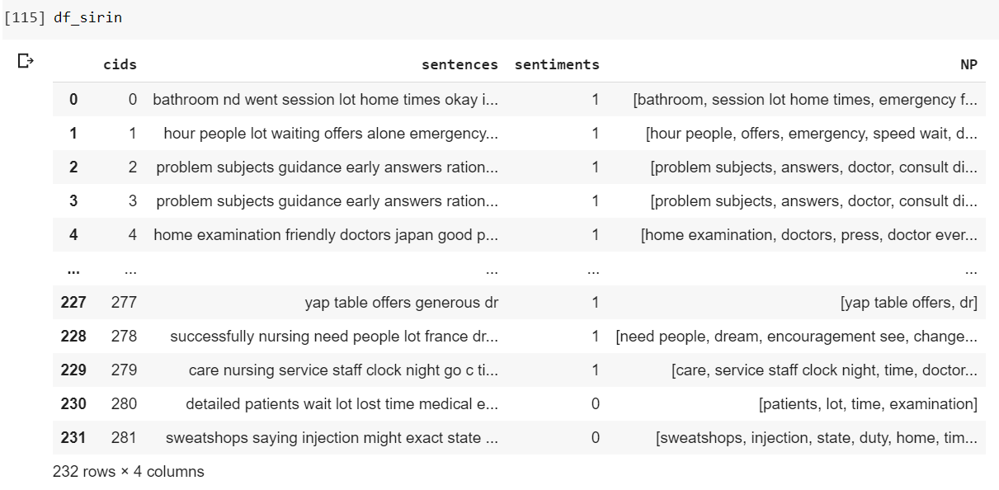 [115] df_sirin
cids sentences sentiments NP
0 0 bathroom nd went session lot home times okay i... 1 [bathroom, session lot home times, emergency f...
1 1 hour people lot waiting offers alone emergency... 1 [hour people, offers, emergency, speed wait, d...
2 2 problem subjects guidance early answers ration... 1 [problem subjects, answers, doctor, consult di...
3 3 problem subjects guidance early answers ration... 1 [problem subjects, answers, doctor, consult di...
4 4 home examination friendly doctors japan good p... 1 [home examination, doctors, press, doctor ever...
... ... ... ... ...
227 277 yap table offers generous dr 1 [yap table offers, dr]
228 278 successfully nursing need people lot france dr... 1 [need people, dream, encouragement see, change...
229 279 care nursing service staff clock night go c ti... 1 [care, service staff clock night, time, doctor...
230 280 detailed patients wait lot lost time medical e... 0 [patients, lot, time, examination]
231 281 sweatshops saying injection might exact state ... 0 [sweatshops, injection, state, duty, home, tim...
232 rows × 4 columns